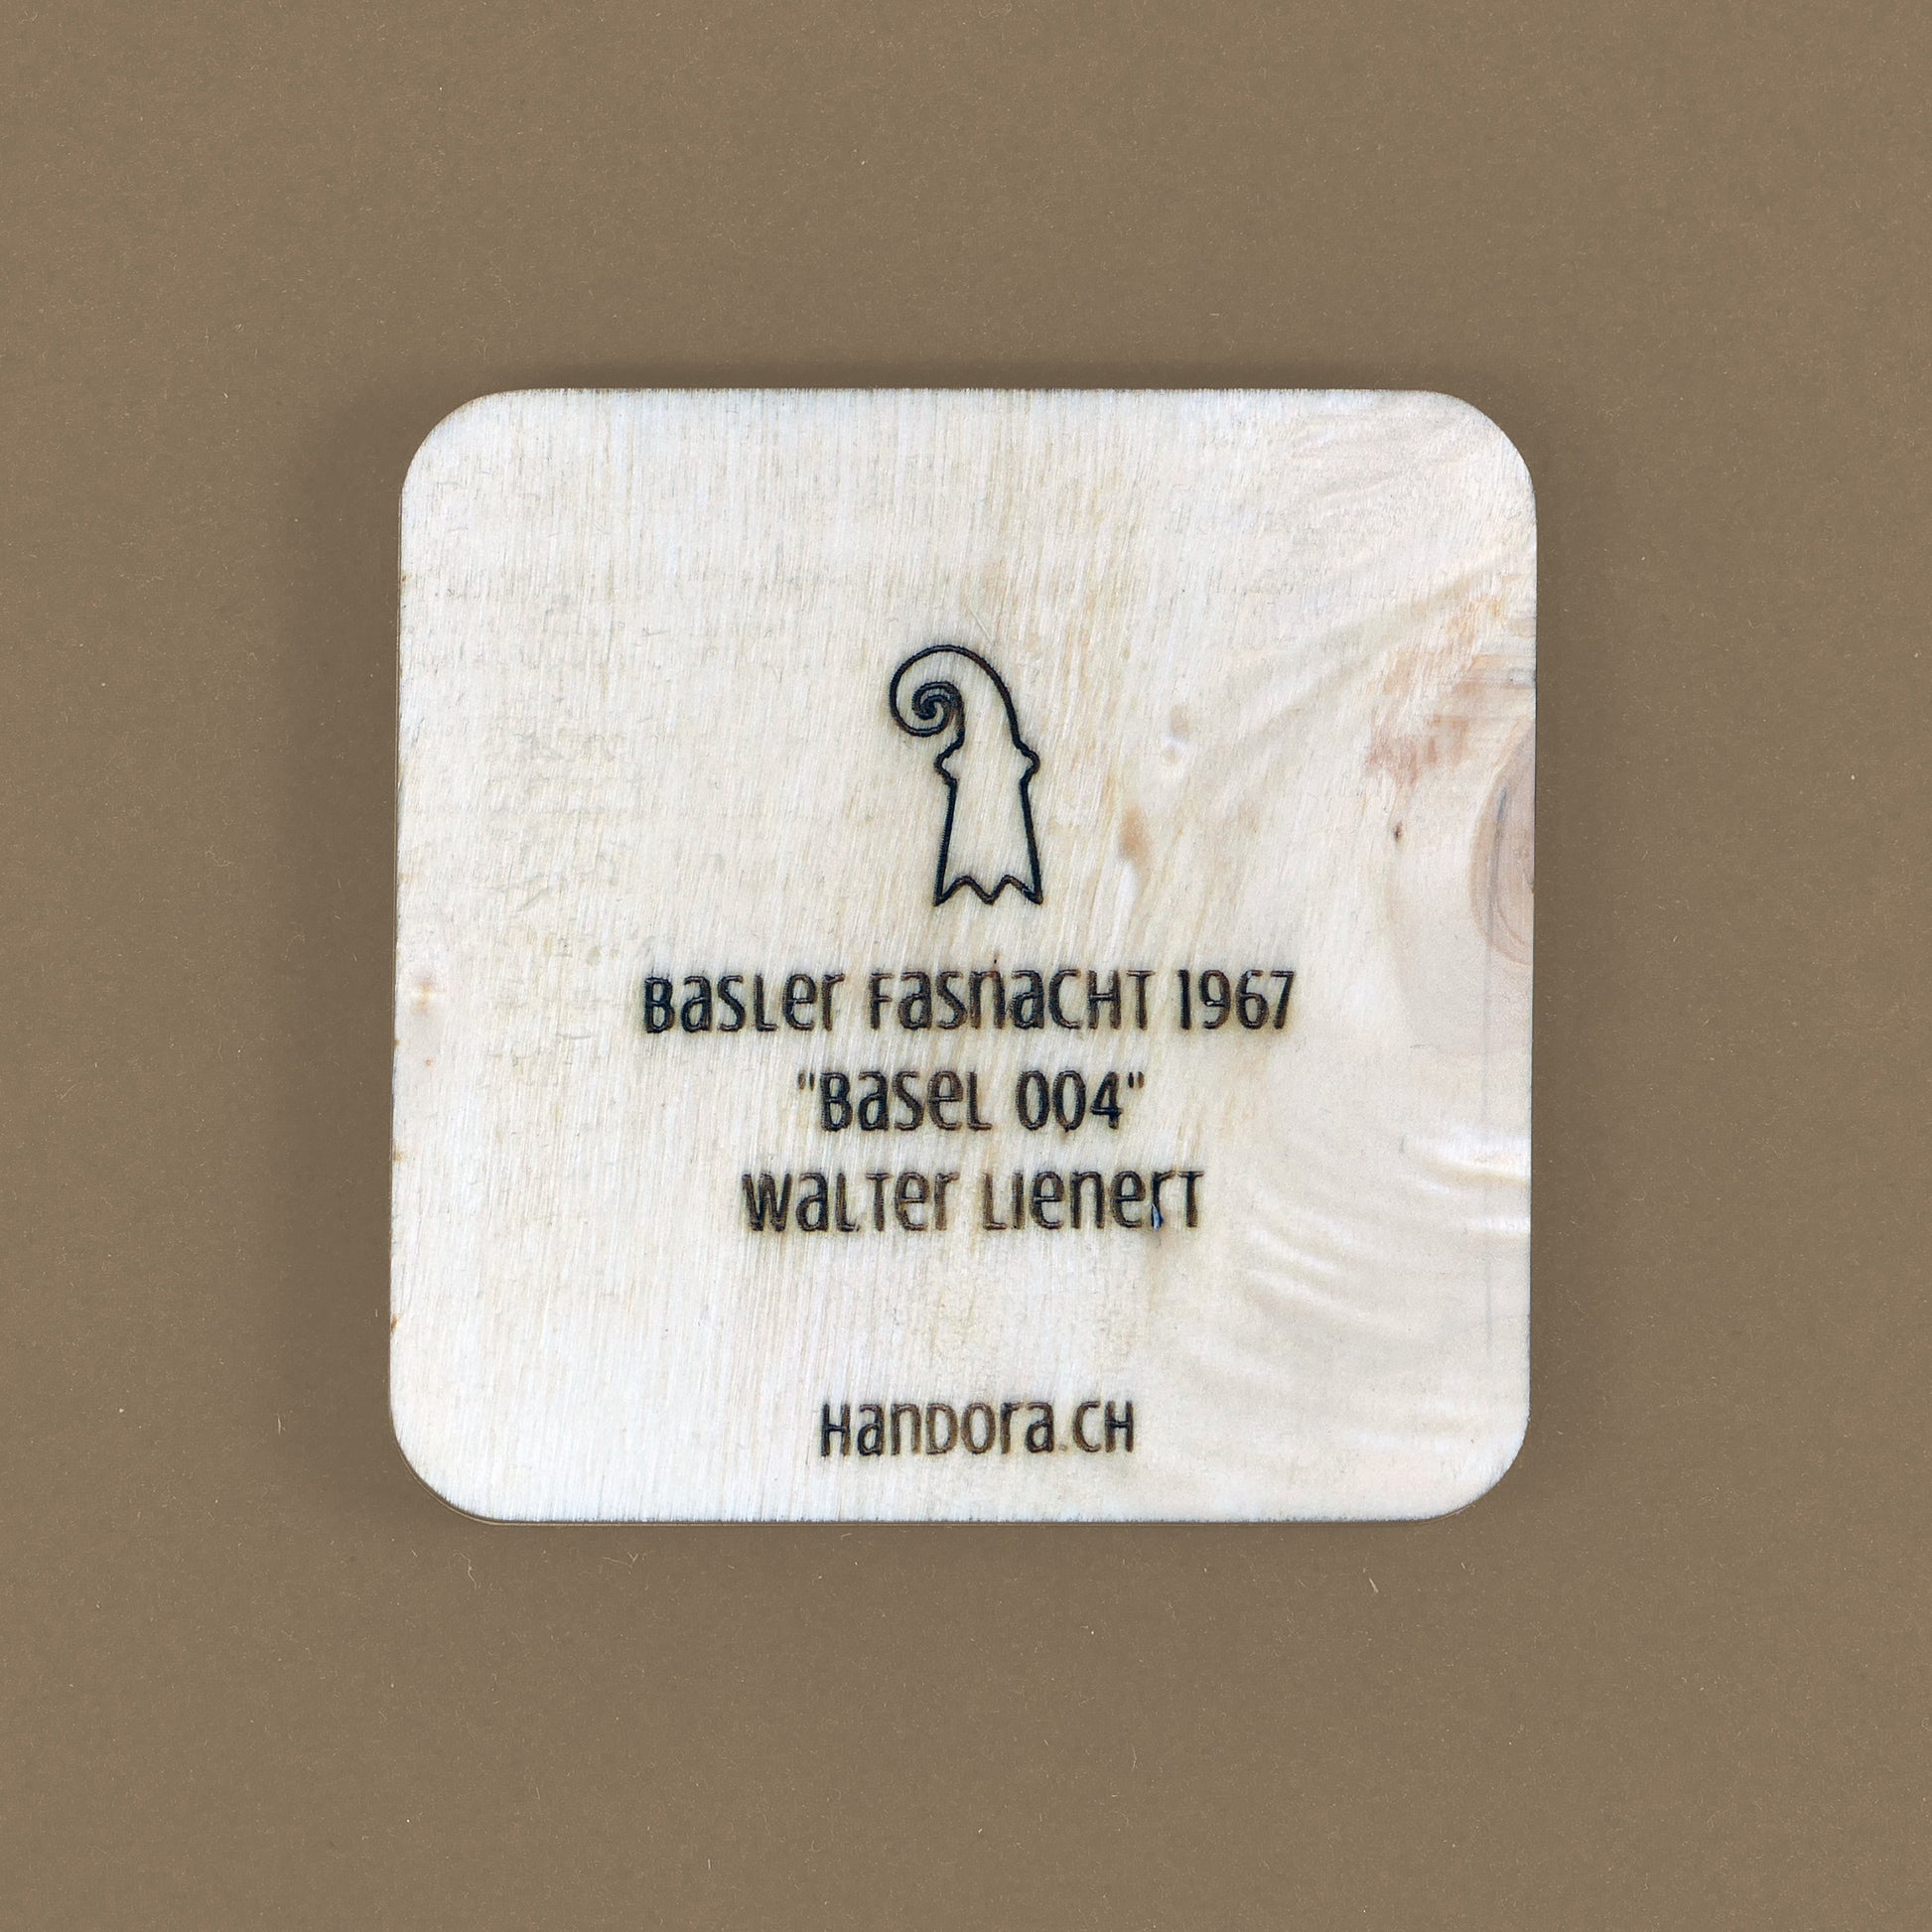 Basler Fasnacht 1967
"Basel 004"
Walter Lienert
Handora.ch